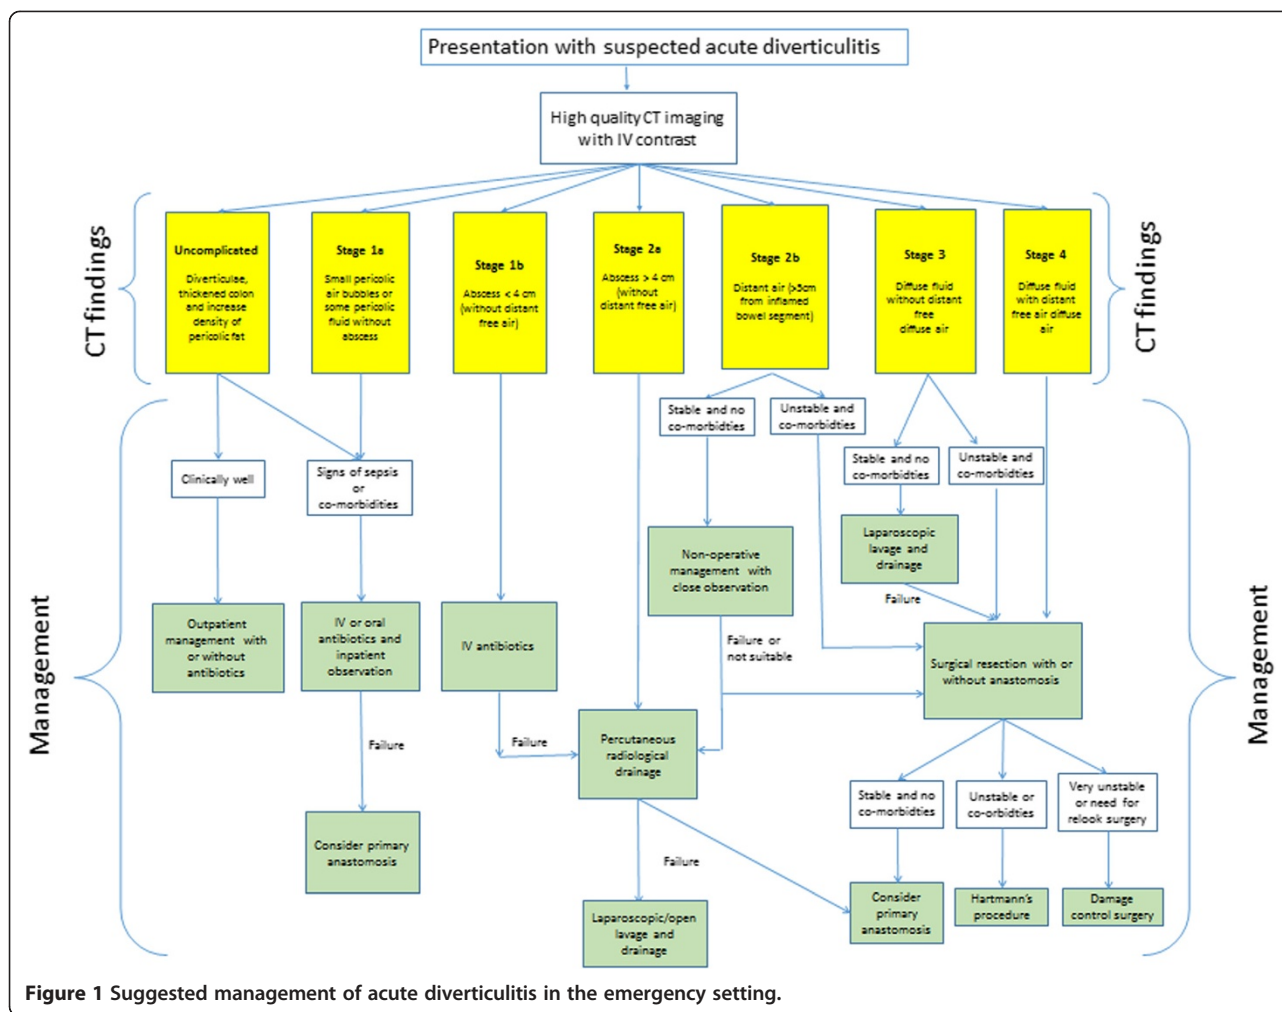 Presentation with suspected acute diverticulitis
High quality CT imaging
with IV contrast
CT findings
Uncomplicated
Diverticulae,
thickened colon
and increase
density of
pericolic fat
Stage 1a
Small pericolic
air bubbles or
some pericolic
fluid without
abscess
Stage 1b
Abscess < 4 cm
(without distant
free air)
Stage 2a
Abscess > 4 cm
(without
distant free air)
Stage 2b
Distant air (>5cm
from inflamed
bowel segment)
Stage 3
Diffuse fluid
without distant
free
diffuse air
Stage 4
Diffuse fluid
with distant
free air diffuse
air
CT findings
Management
Stable and no
co-morbidties
Unstable and
co-morbidties
Clinically well
Signs of sepsis
or
co-morbidities
Stable and no
co-morbidties
Unstable and
co-morbidties
Non-operative
management with
close observation
Laparoscopic
lavage and
drainage
Failure
Outpatient
management with
or without
antibiotics
IV or oral
antibiotics and
inpatient
observation
IV antibiotics
Failure or
not suitable
Surgical resection with or
without anastomosis
Failure
Failure
Percutaneous
radiological
drainage
Stable and no
co-morbidties
Unstable or
co-orbidties
Very unstable
or need for
relook surgery
Consider primary
anastomosis
Failure
Laparoscopic/open
lavage and
drainage
Consider
primary
anastomosis
Hartmann's
procedure
Damage
control surgery
Management
Figure 1 Suggested management of acute diverticulitis in the emergency setting.